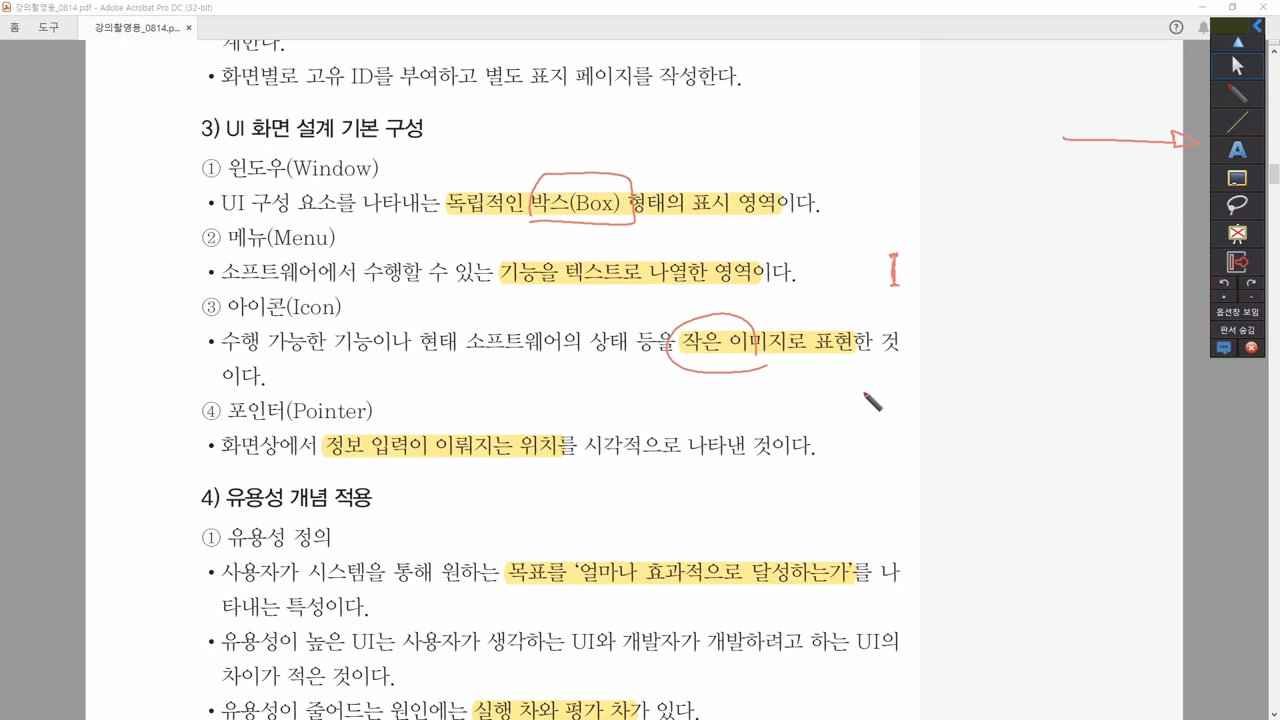 강의촬영용_0814.pdf - Adobe Acrobat Pro DC (32-bit)
홈 도구 강의촬영용_0814.p... ×
계한다.
• 화면별로 고유 ID를 부여하고 별도 표지 페이지를 작성한다.
3) UI 화면 설계 기본 구성
① 윈도우(Window)
• UI 구성 요소를 나타내는 독립적인 박스(Box) 형태의 표시 영역이다.
② 메뉴(Menu)
• 소프트웨어에서 수행할 수 있는 기능을 텍스트로 나열한 영역이다.
③ 아이콘(Icon)
• 수행 가능한 기능이나 현태 소프트웨어의 상태 등을 작은 이미지로 표현한 것
이다.
④ 포인터(Pointer)
• 화면상에서 정보 입력이 이뤄지는 위치를 시각적으로 나타낸 것이다.
4) 유용성 개념 적용
① 유용성 정의
• 사용자가 시스템을 통해 원하는 목표를 ‘얼마나 효과적으로 달성하는가’를 나
타내는 특성이다.
• 유용성이 높은 UI는 사용자가 생각하는 UI와 개발자가 개발하려고 하는 UI의
차이가 적은 것이다.
• 유용성이 줄어드는 원인에는 실행 차와 평가 차가 있다.
옵션창 보임
판서 숨김